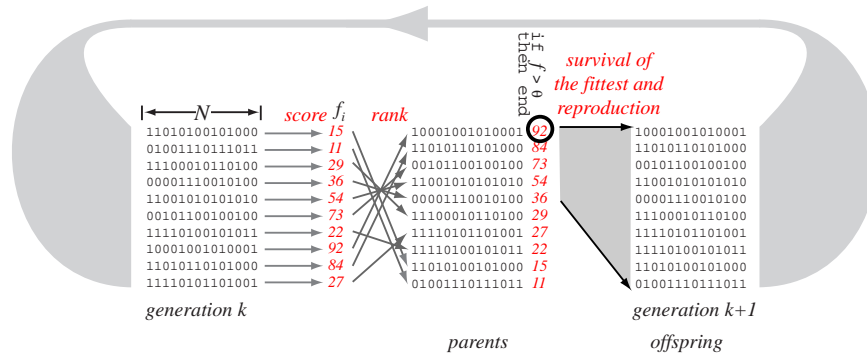 if f > θ
then end
survival of
the fittest and
reproduction
N
score f_i rank
11010100101000 15 10001001010001 92 10001001010001
01001110111011 11 11010110101000 84 11010110101000
11100010110100 29 00101100100100 73 00101100100100
00001110010100 36 11001010101010 54 11001010101010
11001010101010 54 00001110010100 36 00001110010100
00101100100100 73 11100010110100 29 11100010110100
11110100101011 22 11110101101001 27 11110101101001
10001001010001 92 11110100101011 22 11110100101011
11010110101000 84 11010100101000 15 11010100101000
11110101101001 27 01001110111011 11 01001110111011
generation k generation k+1
parents offspring